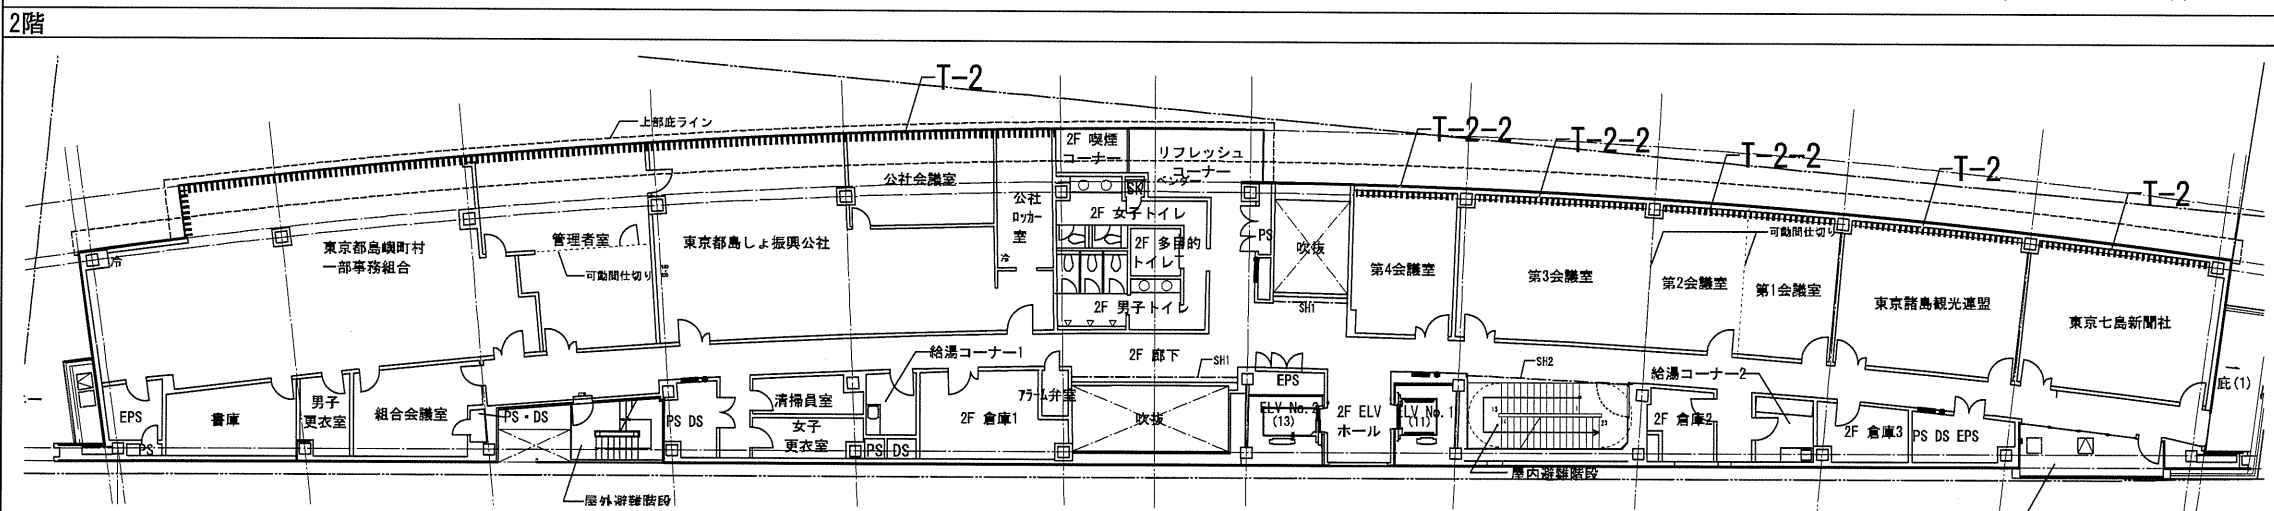 2階
T-2
上部庇ライン
2F 喫煙
コーナー
リフレッシュ
コーナー
ベンダー
SK
T-2-2
T-2-2
T-2-2
T-2
T-2
東京都島嶼町村
一部事務組合
冷
管理者室
可動間仕切り
東京都島しょ振興公社
公社会議室
公社
ロッカー
室
冷
2F 女子トイレ
2F 多目的
トイレ
2F 男子トイレ
PS
吹抜
SH1
第4会議室
第3会議室
第2会議室
第1会議室
可動間仕切り
東京諸島観光連盟
東京七島新聞社
庇(1)
EPS
PS
書庫
男子
更衣室
組合会議室
PS・DS
屋外避難階段
PS DS
清掃員室
女子
更衣室
給湯コーナー1
PS
DS
2F 倉庫1
アラーム弁室
2F 廊下
SH1
吹抜
EPS
ELV No.2
(13)
2F ELV
ホール
LV No.1
(11)
SH2
屋内避難階段
給湯コーナー2
2F 倉庫2
2F 倉庫3
PS DS EPS